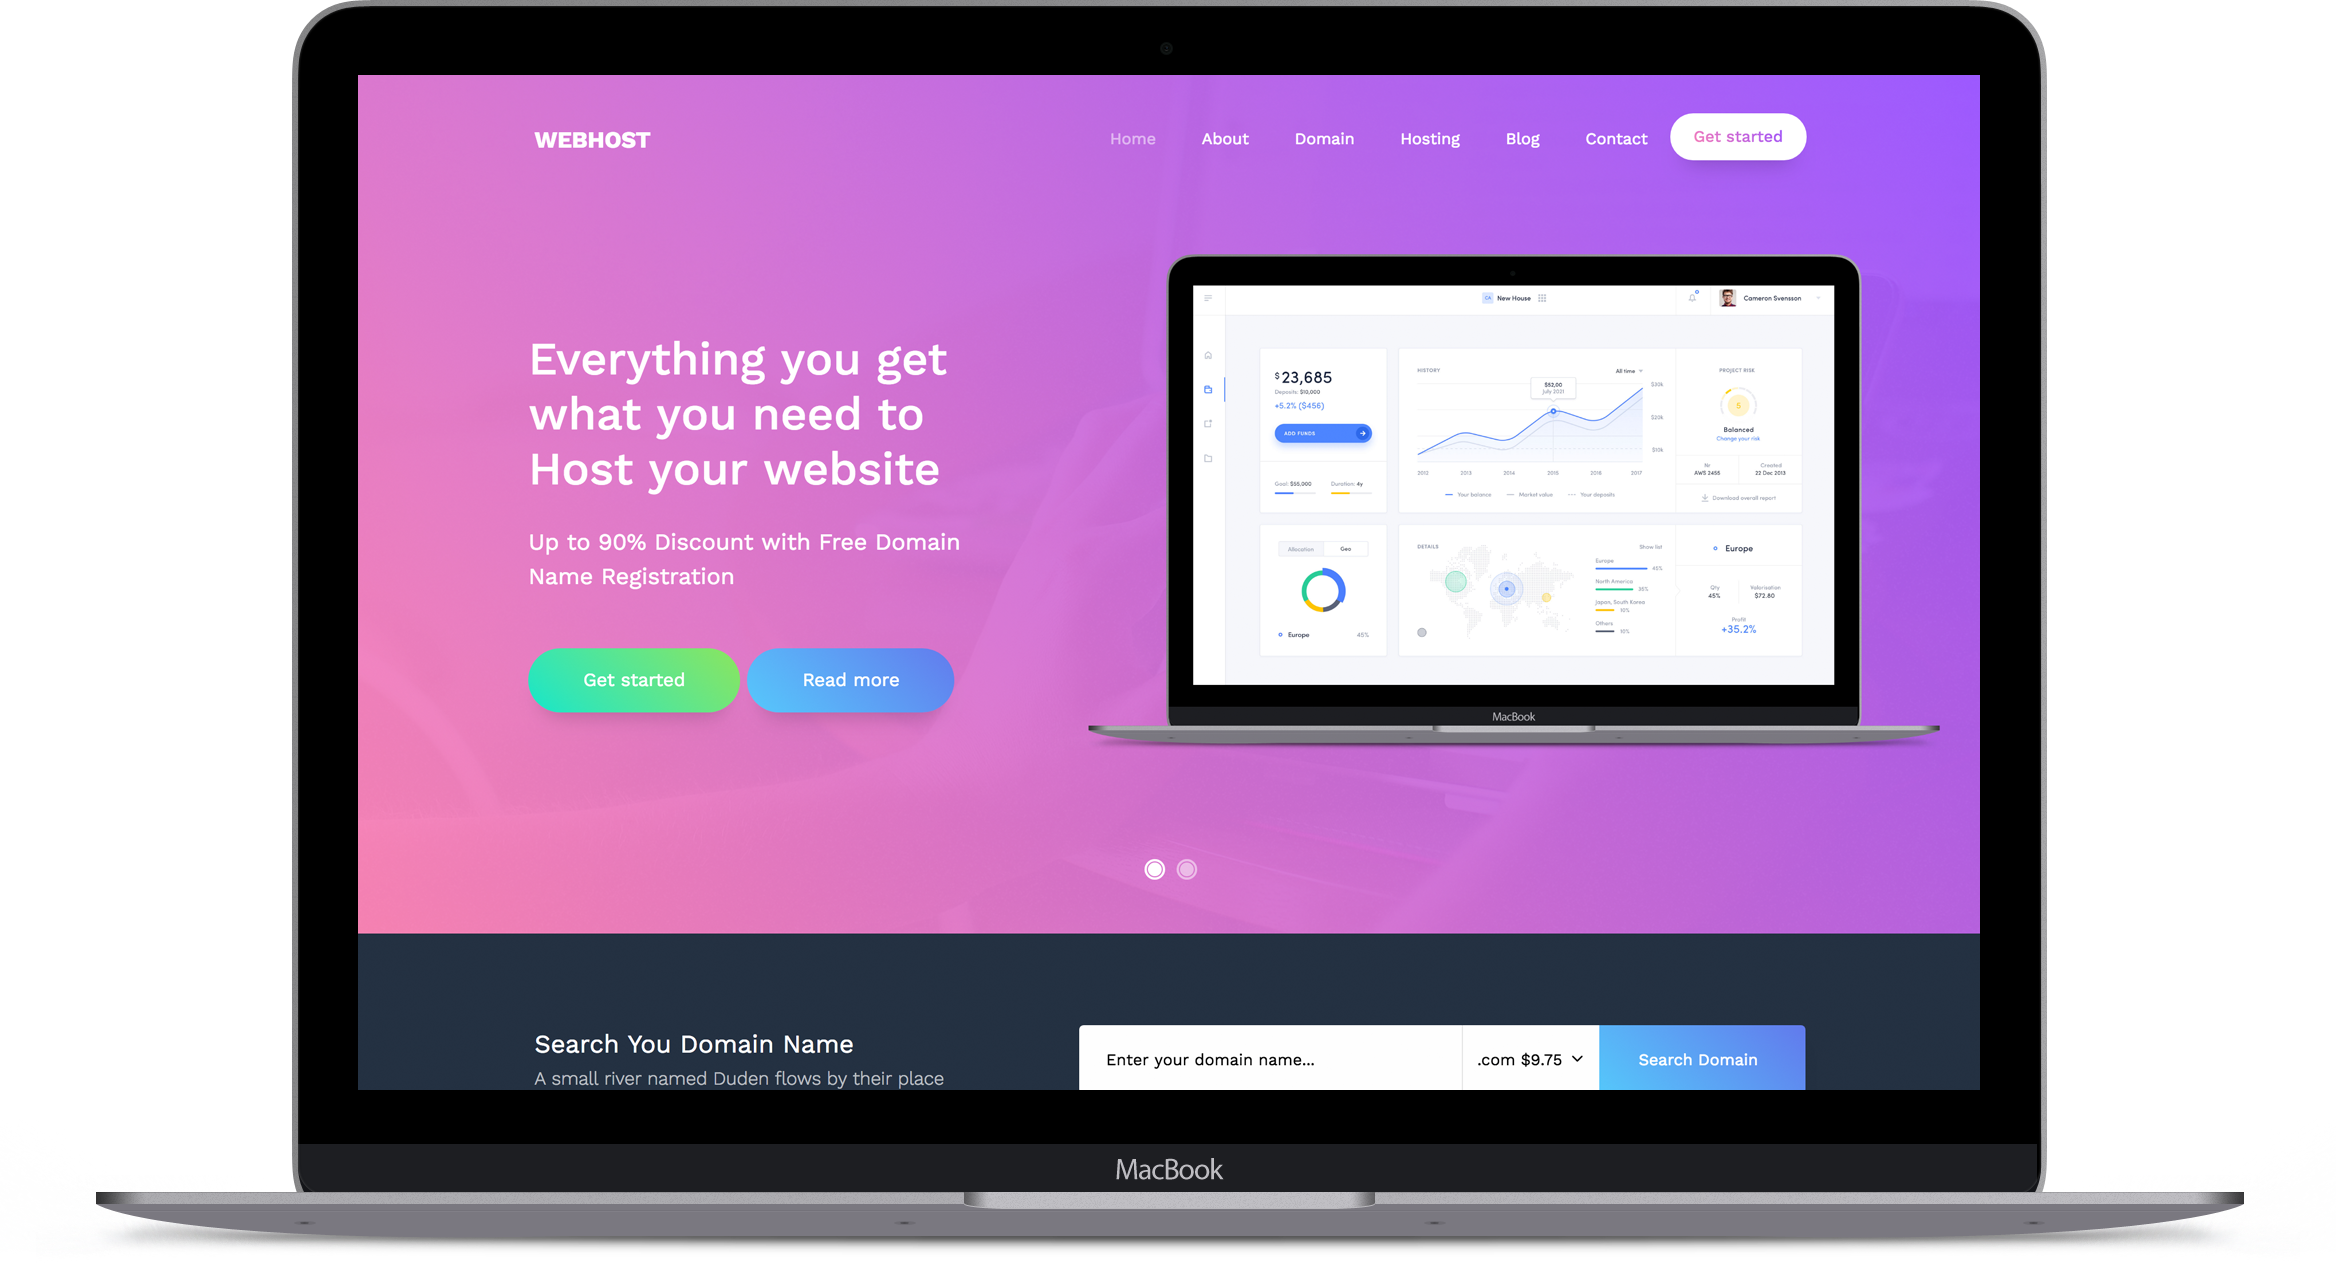 WEBHOST
Home About Domain Hosting Blog Contact Get started
Everything you get
what you need to
Host your website
Up to 90% Discount with Free Domain
Name Registration
Get started Read more
CA New House Cameron Svensson
$23,685
Deposits: $10,000
+5.2% ($456)
ADD FUNDS
Goal: $55,000 Duration: 4y
HISTORY All time
$52,00
July 2021
$30k
$20k
$10k
2012 2013 2014 2015 2016 2017
Your balance Market value Your deposits
PROJECT RISK
5
Balanced
Change your risk
Nr Created
AWS 2455 22 Dec 2013
Download overall report
Allocation Geo
Europe 45%
DETAILS Show list
Europe
45%
North America
35%
Japan, South Korea
10%
Others
10%
Europe
Qty Valorisation
45% $72.80
Profit
+35.2%
MacBook
Search You Domain Name
A small river named Duden flows by their place
Enter your domain name... .com $9.75 Search Domain
MacBook